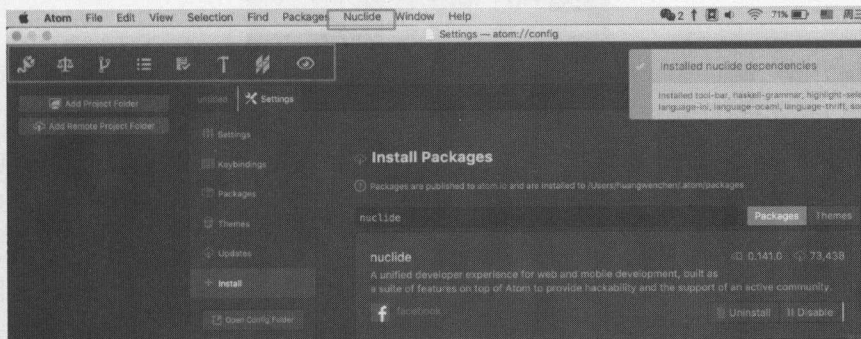 Atom File Edit View Selection Find Packages Nuclide Window Help 2 71% 周三
Settings — atom://config
Installed nuclide dependencies
Installed tool-bar, haskell-grammar, highlight-sele
language-ini, language-ocaml, language-thrift, so
Add Project Folder
Add Remote Project Folder
untitled Settings
Settings
Keybindings
Packages
Themes
Updates
+ Install
Open Config Folder
Install Packages
Packages are published to atom.io and are installed to /Users/huangwenchen/.atom/packages
nuclide
Packages Themes
nuclide 0.141.0 73,438
A unified developer experience for web and mobile development, built as
a suite of features on top of Atom to provide hackability and the support of an active community.
facebook
Uninstall Disable